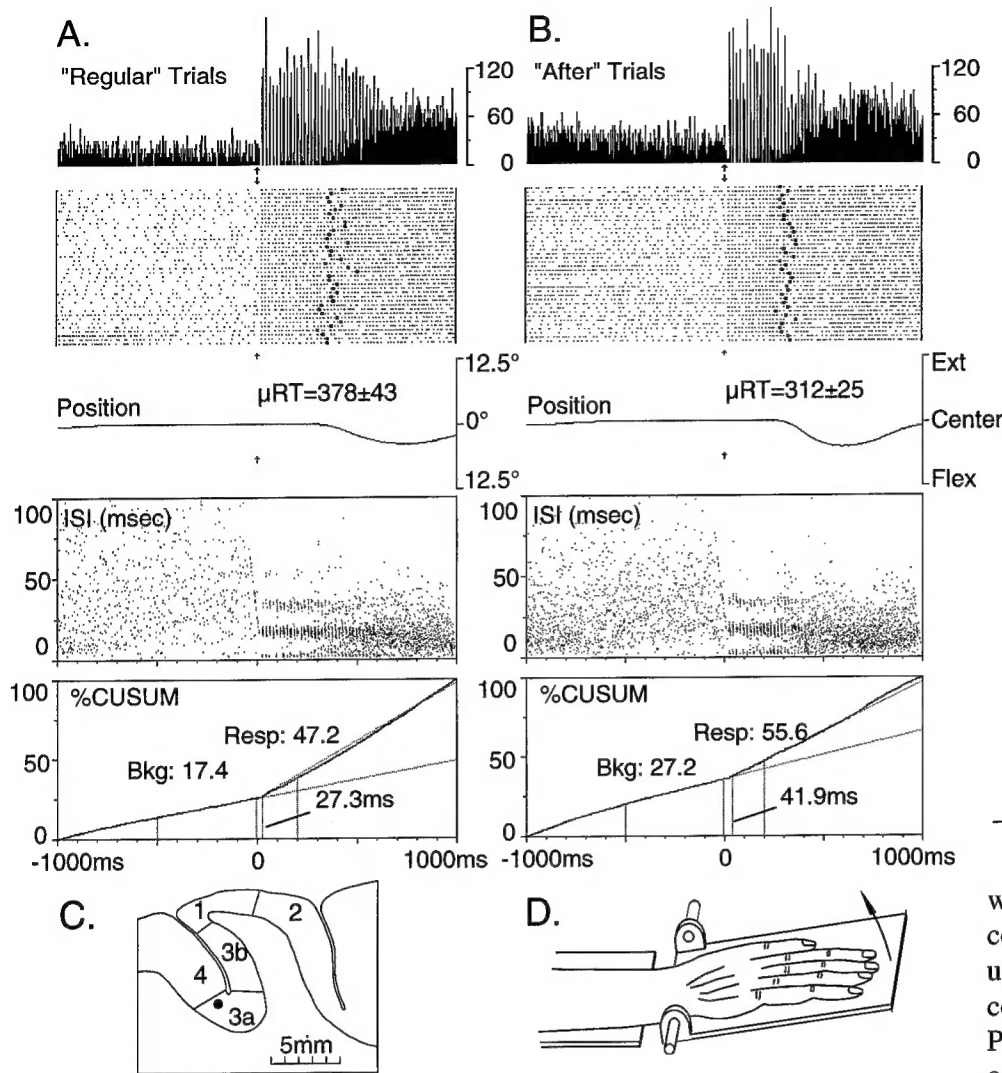 A.
"Regular" Trials
120
60
0
12.5°
0°
12.5°
Position
µRT=378±43
100
50
0
ISI (msec)
100
50
0
%CUSUM
Resp: 47.2
Bkg: 17.4
27.3ms
-1000ms
0
1000ms
B.
"After" Trials
120
60
0
Ext
Center
Flex
Position
µRT=312±25
100
50
0
ISI (msec)
100
50
0
%CUSUM
Resp: 55.6
Bkg: 27.2
41.9ms
-1000ms
0
1000ms
C.
1
2
3b
4
3a
5mm
D.